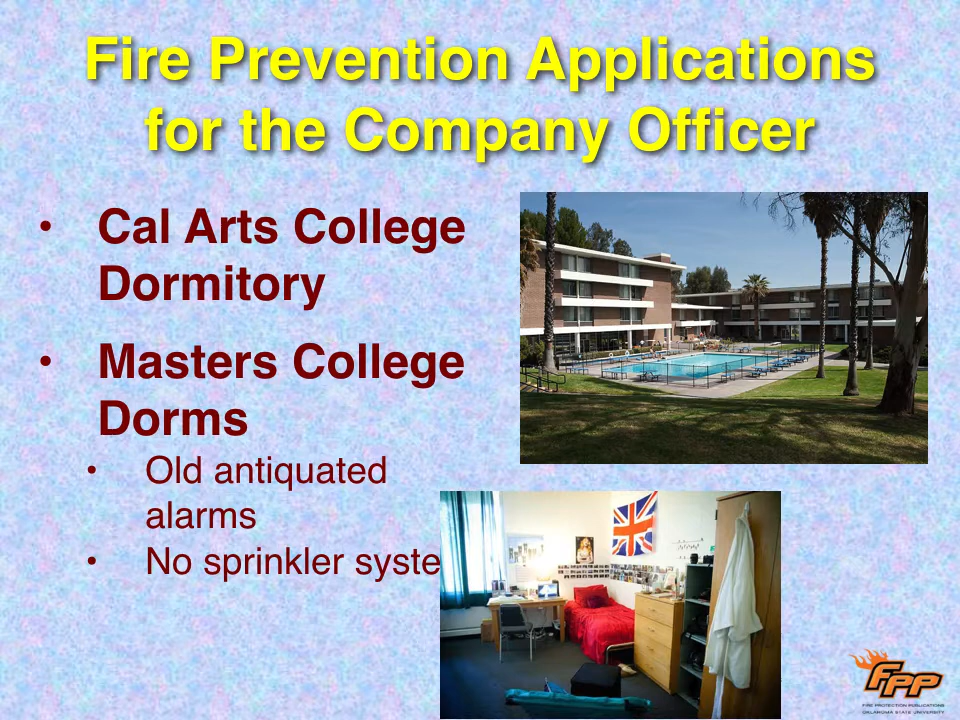 Fire Prevention Applications
for the Company Officer
• Cal Arts College
Dormitory
• Masters College
Dorms
• Old antiquated
alarms
• No sprinkler syste
FPP
FIRE PROTECTION PUBLICATIONS
OKLAHOMA STATE UNIVERSITY